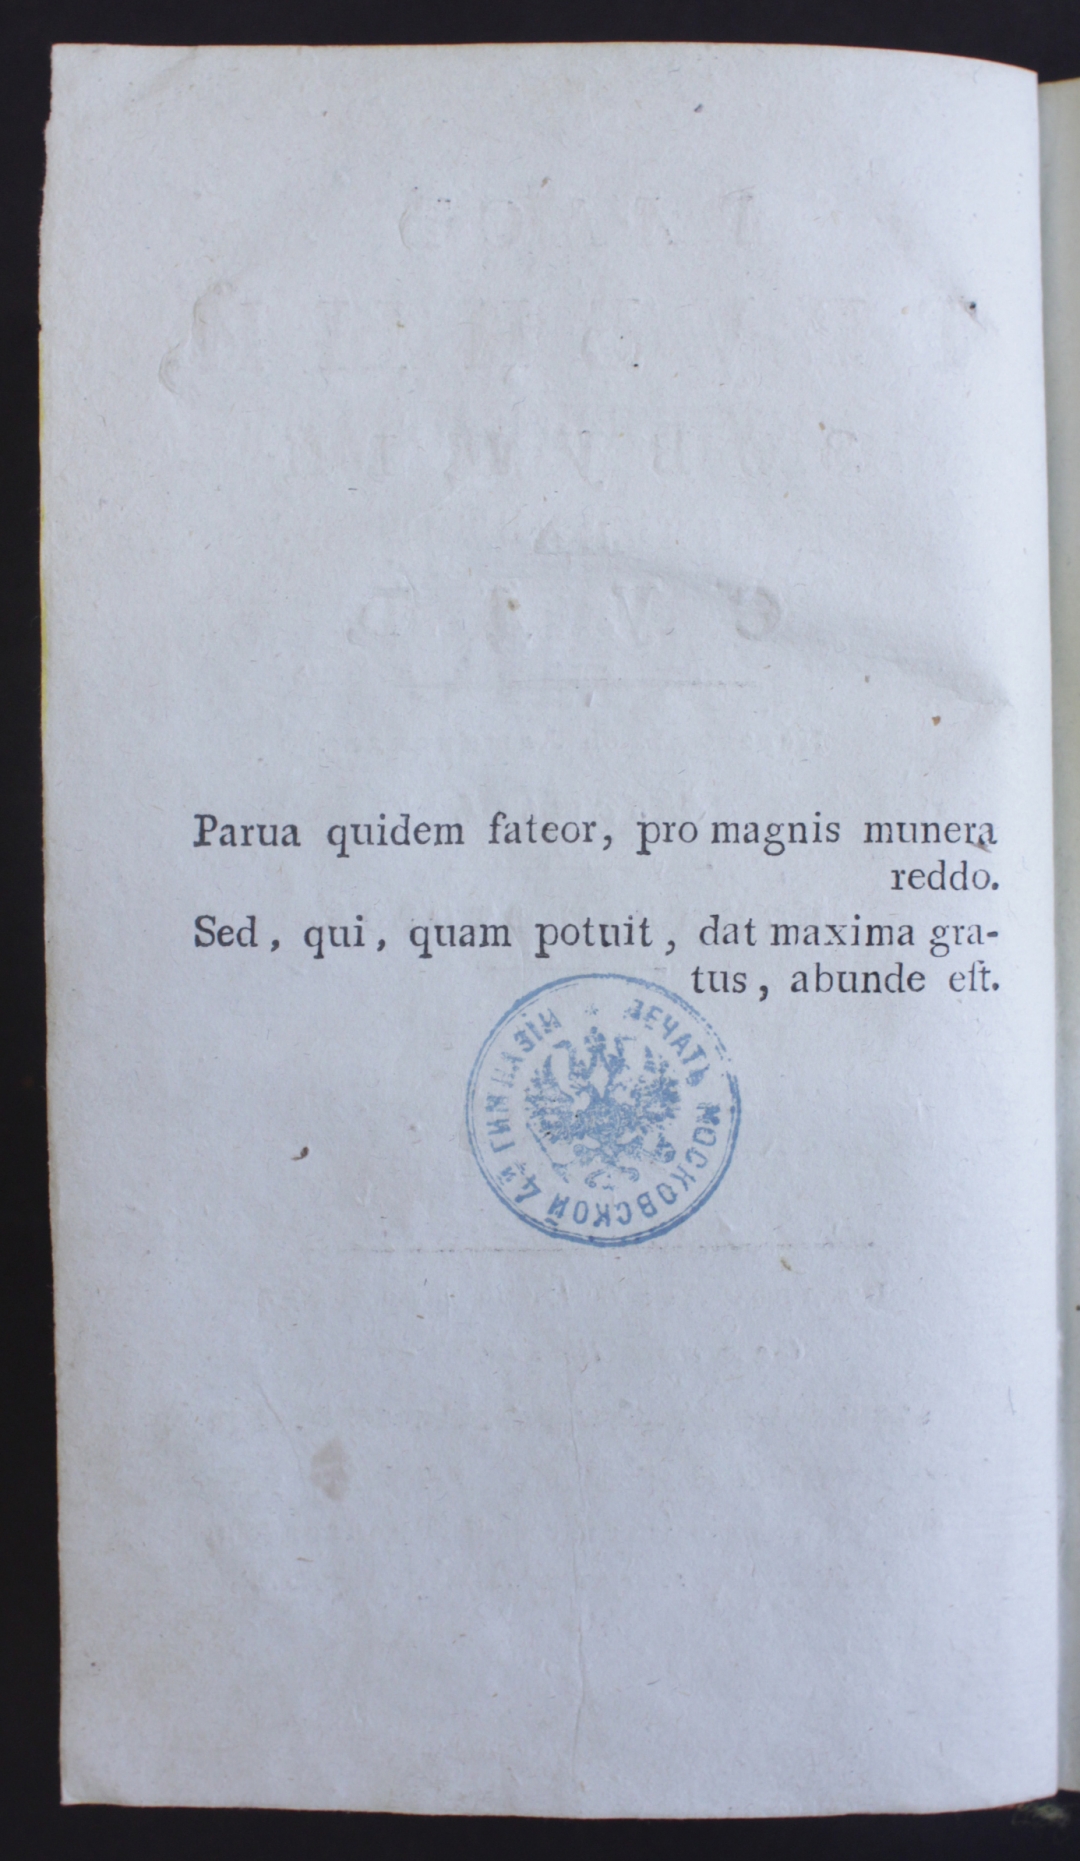 Parua quidem fateor, pro magnis munera
reddo.
Sed, qui, quam potuit, dat maxima gra-
tus, abunde eſt.
ПЕЧАТЬ МОСКОВСКОЙ 4й ГИМНАЗІИ